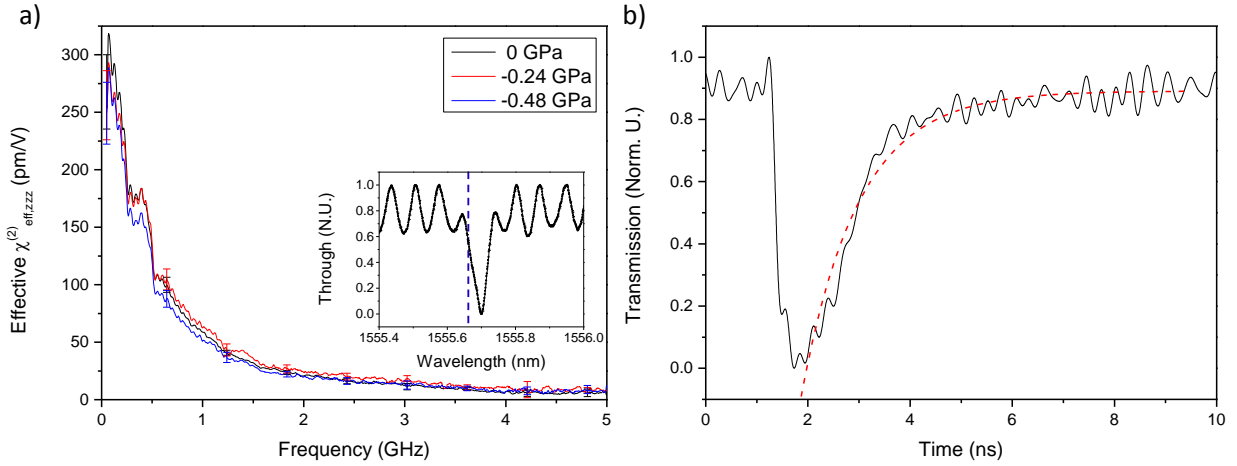 a)
Effective χ(2)eff,zzz (pm/V)
300
250
200
150
100
50
0
0 GPa
-0.24 GPa
-0.48 GPa
Through (N.U.)
1.0
0.8
0.6
0.4
0.2
0.0
1555.4 1555.6 1555.8 1556.0
Wavelength (nm)
0 1 2 3 4 5
Frequency (GHz)
b)
Transmission (Norm. U.)
1.0
0.8
0.6
0.4
0.2
0.0
0 2 4 6 8 10
Time (ns)